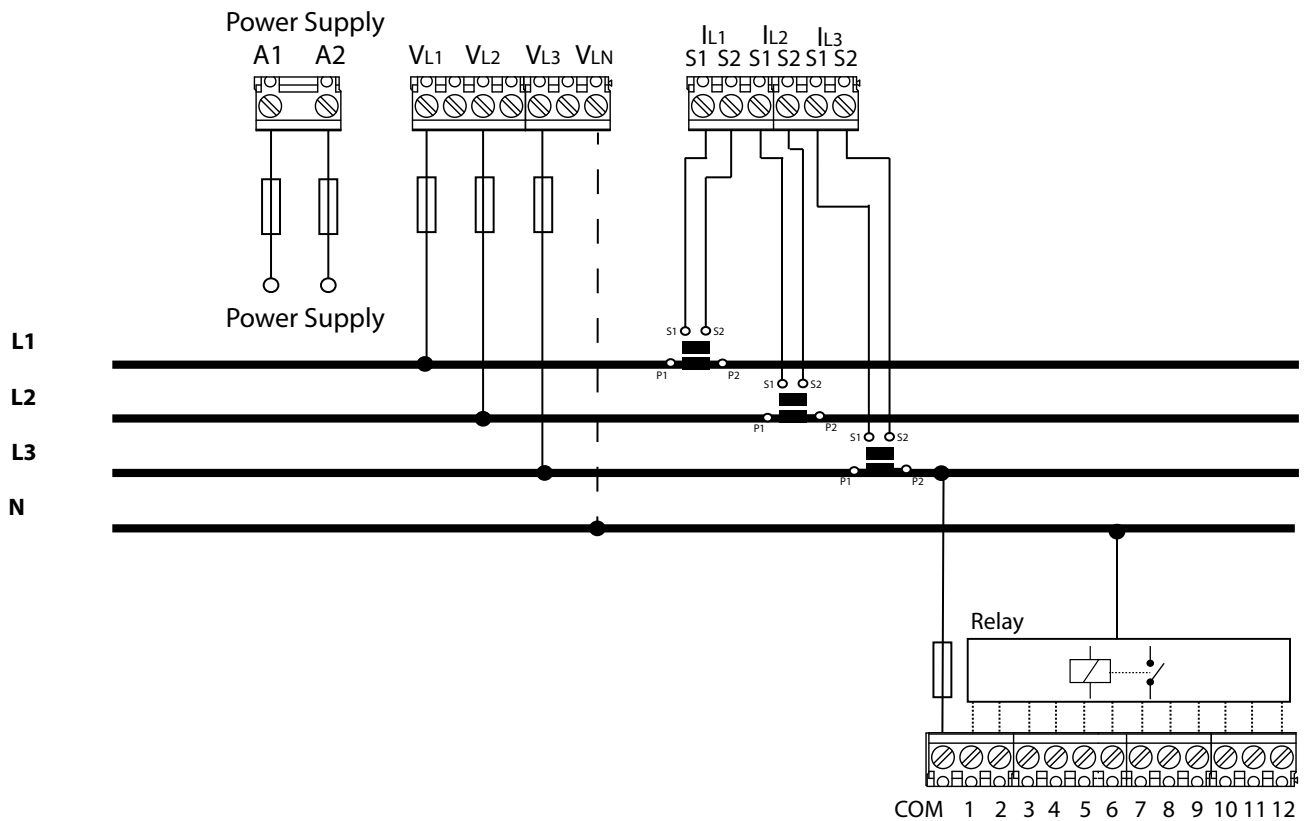 Power Supply
A1 A2
VL1 VL2 VL3 VLN
IL1 IL2 IL3
S1 S2 S1 S2 S1 S2
Power Supply
L1
S1 S2
P1 P2
L2
S1 S2
P1 P2
L3
S1 S2
P1 P2
N
Relay
COM 1 2 3 4 5 6 7 8 9 10 11 12